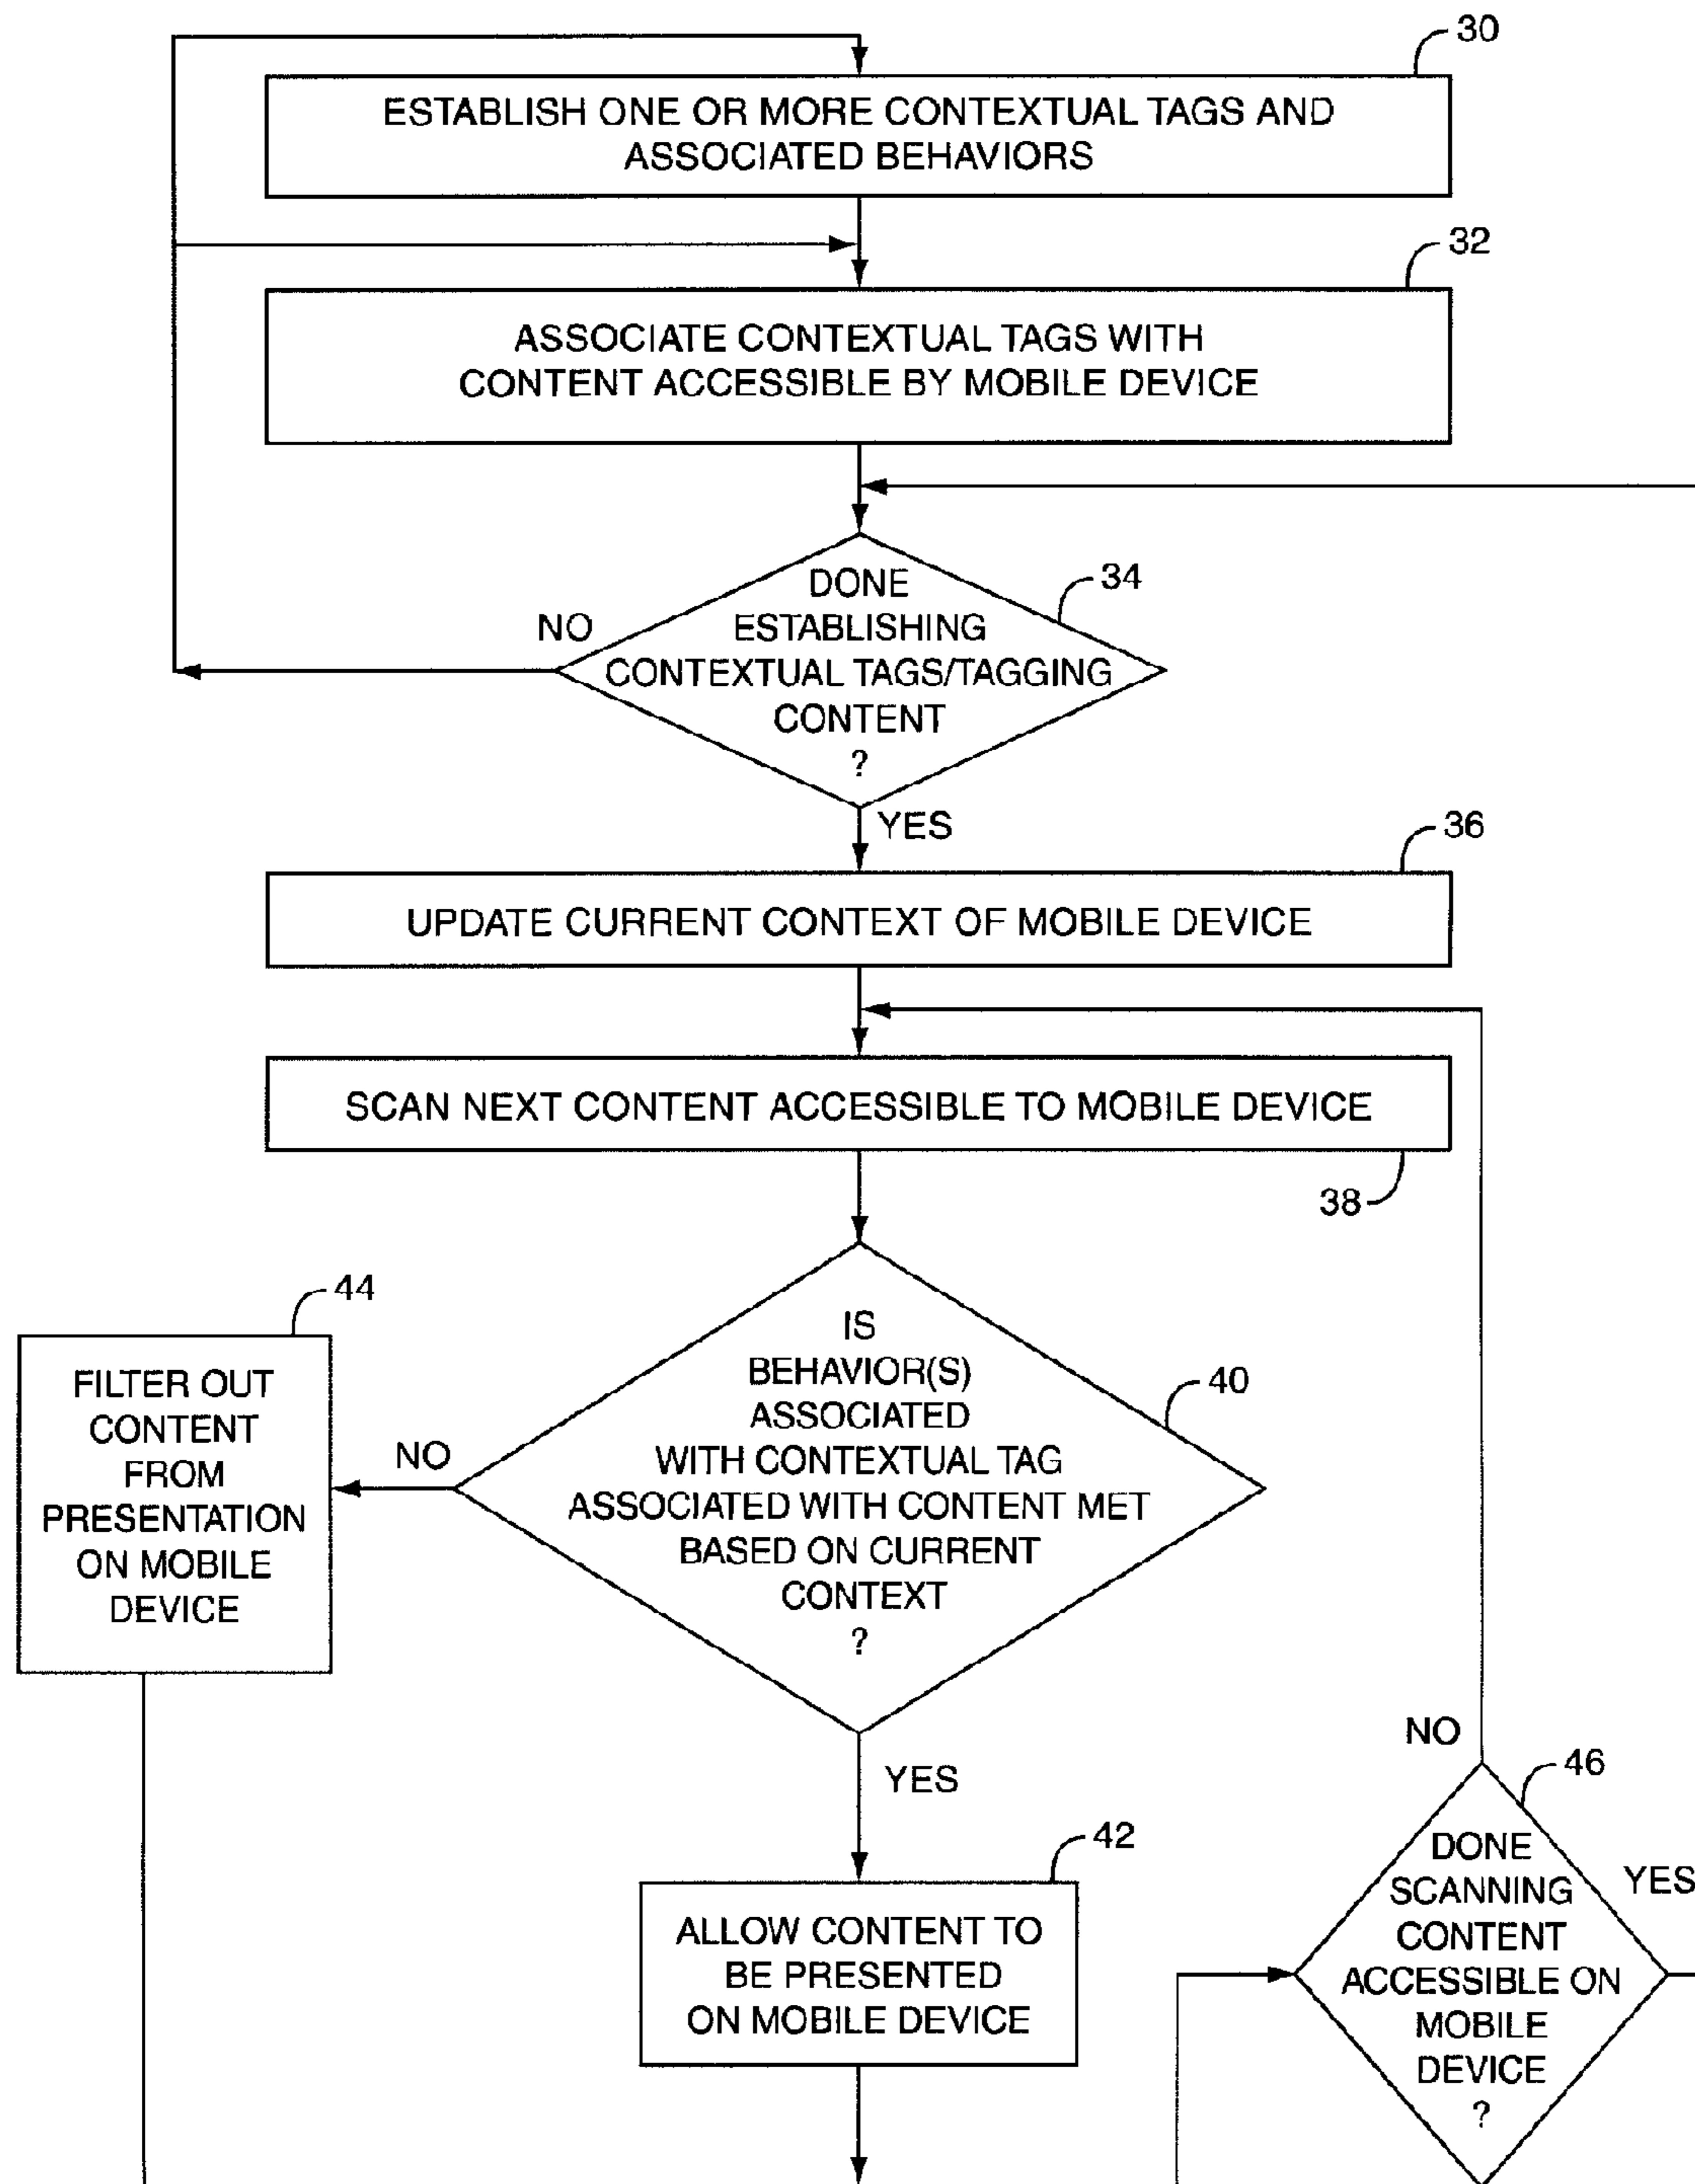 30
ESTABLISH ONE OR MORE CONTEXTUAL TAGS AND
ASSOCIATED BEHAVIORS
32
ASSOCIATE CONTEXTUAL TAGS WITH
CONTENT ACCESSIBLE BY MOBILE DEVICE
34
DONE
ESTABLISHING
CONTEXTUAL TAGS/TAGGING
CONTENT
?
NO
YES
36
UPDATE CURRENT CONTEXT OF MOBILE DEVICE
SCAN NEXT CONTENT ACCESSIBLE TO MOBILE DEVICE
38
44
FILTER OUT
CONTENT
FROM
PRESENTATION
ON MOBILE
DEVICE
NO
IS
BEHAVIOR(S)
ASSOCIATED
WITH CONTEXTUAL TAG
ASSOCIATED WITH CONTENT MET
BASED ON CURRENT
CONTEXT
?
40
YES
42
ALLOW CONTENT TO
BE PRESENTED
ON MOBILE DEVICE
NO
46
DONE
SCANNING
CONTENT
ACCESSIBLE ON
MOBILE
DEVICE
?
YES